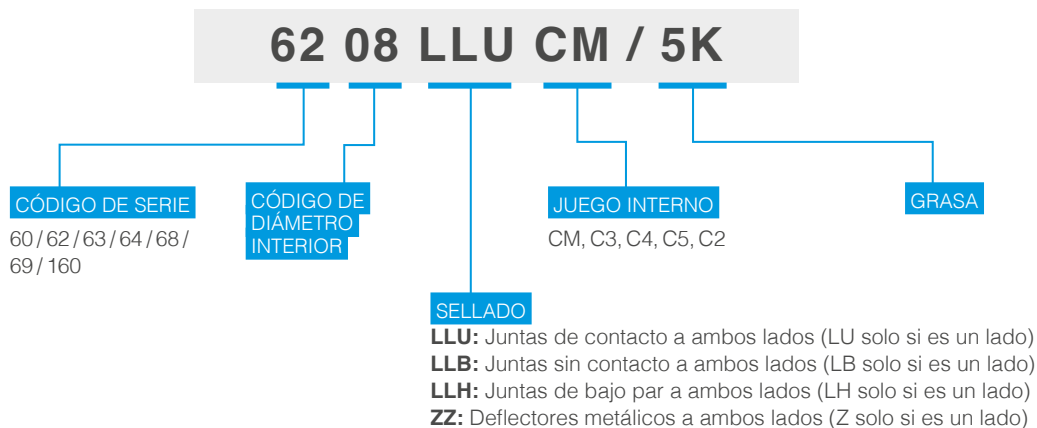 62 08 LLU CM / 5K
CÓDIGO DE SERIE
60 / 62 / 63 / 64 / 68 /
69 / 160
CÓDIGO DE
DIÁMETRO
INTERIOR
JUEGO INTERNO
CM, C3, C4, C5, C2
GRASA
SELLADO
LLU: Juntas de contacto a ambos lados (LU solo si es un lado)
LLB: Juntas sin contacto a ambos lados (LB solo si es un lado)
LLH: Juntas de bajo par a ambos lados (LH solo si es un lado)
ZZ: Deflectores metálicos a ambos lados (Z solo si es un lado)